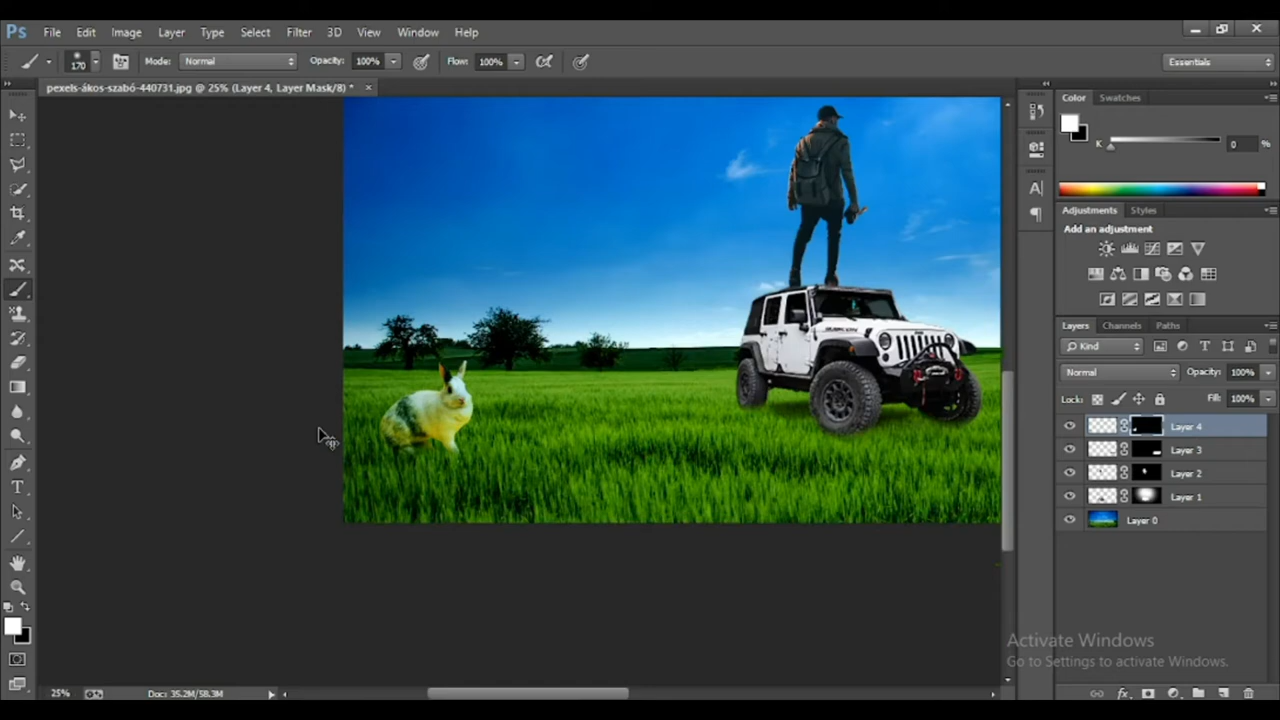 Ps File Edit Image Layer Type Select Filter 3D View Window Help
170 Mode: Normal Opacity: 100% Flow: 100% Essentials
pexels-ákos-szabó-440731.jpg @ 25% (Layer 4, Layer Mask/8) *
Color Swatches
K 0 %
Adjustments Styles
Add an adjustment
Layers Channels Paths
Kind
Normal Opacity: 100%
Lock: Fill: 100%
Layer 4
Layer 3
Layer 2
Layer 1
Layer 0
Activate Windows
Go to Settings to activate Windows.
25% Doc: 35.2M/58.3M